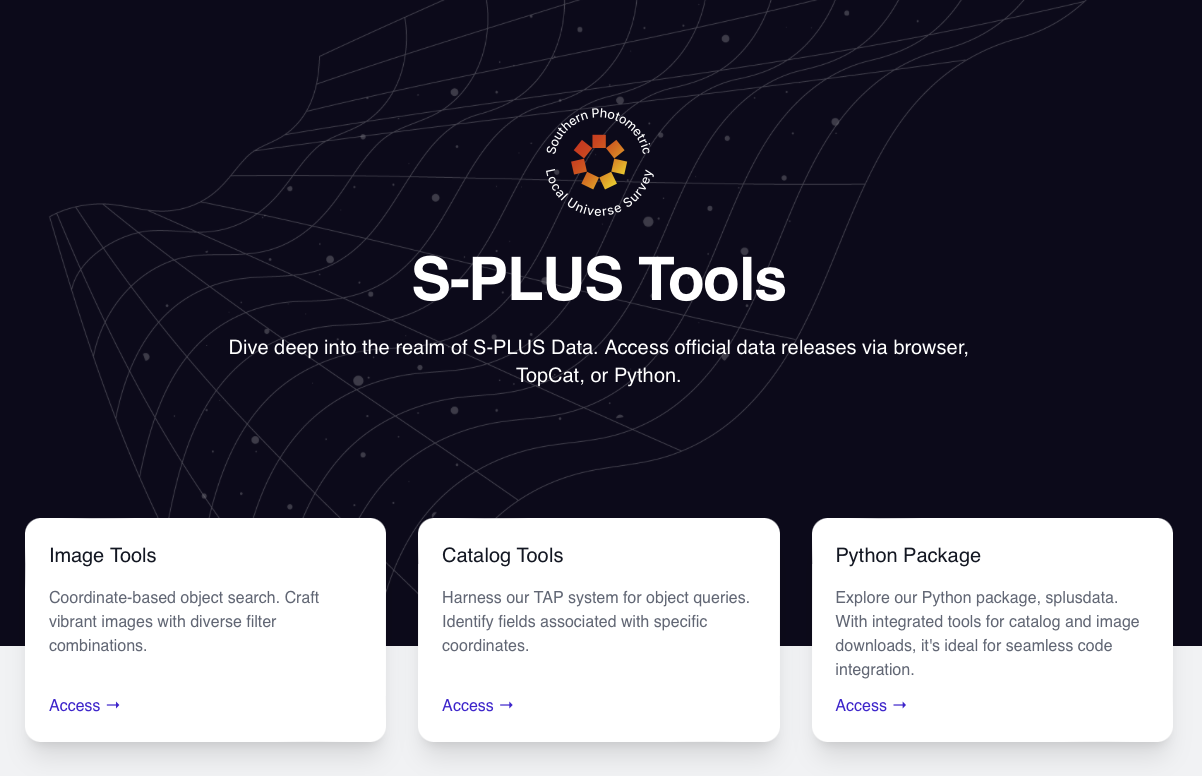 Southern Photometric
Local Universe Survey
S-PLUS Tools
Dive deep into the realm of S-PLUS Data. Access official data releases via browser,
TopCat, or Python.
Image Tools
Coordinate-based object search. Craft
vibrant images with diverse filter
combinations.
Access →
Catalog Tools
Harness our TAP system for object queries.
Identify fields associated with specific
coordinates.
Access →
Python Package
Explore our Python package, splusdata.
With integrated tools for catalog and image
downloads, it's ideal for seamless code
integration.
Access →